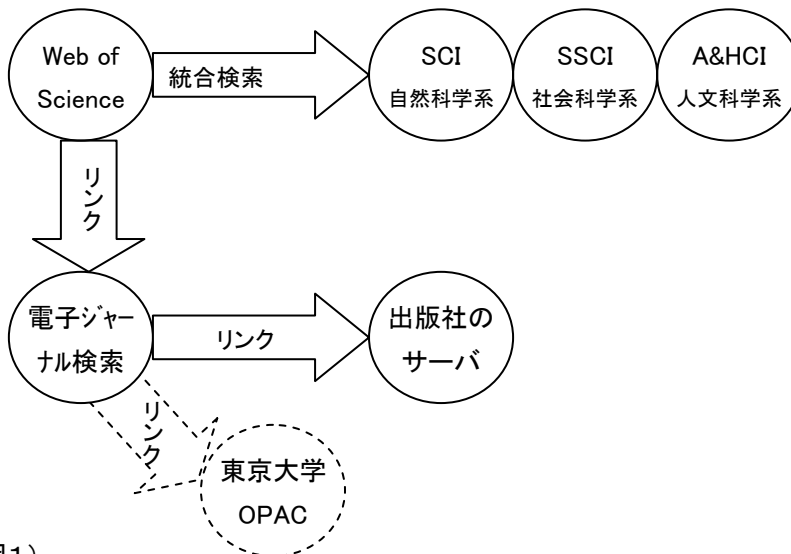 Web of
Science
統合検索
SCI
自然科学系
SSCI
社会科学系
A&HCI
人文科学系
リンク
電子ジャー
ナル検索
リンク
出版社の
サーバ
リンク
東京大学
OPAC